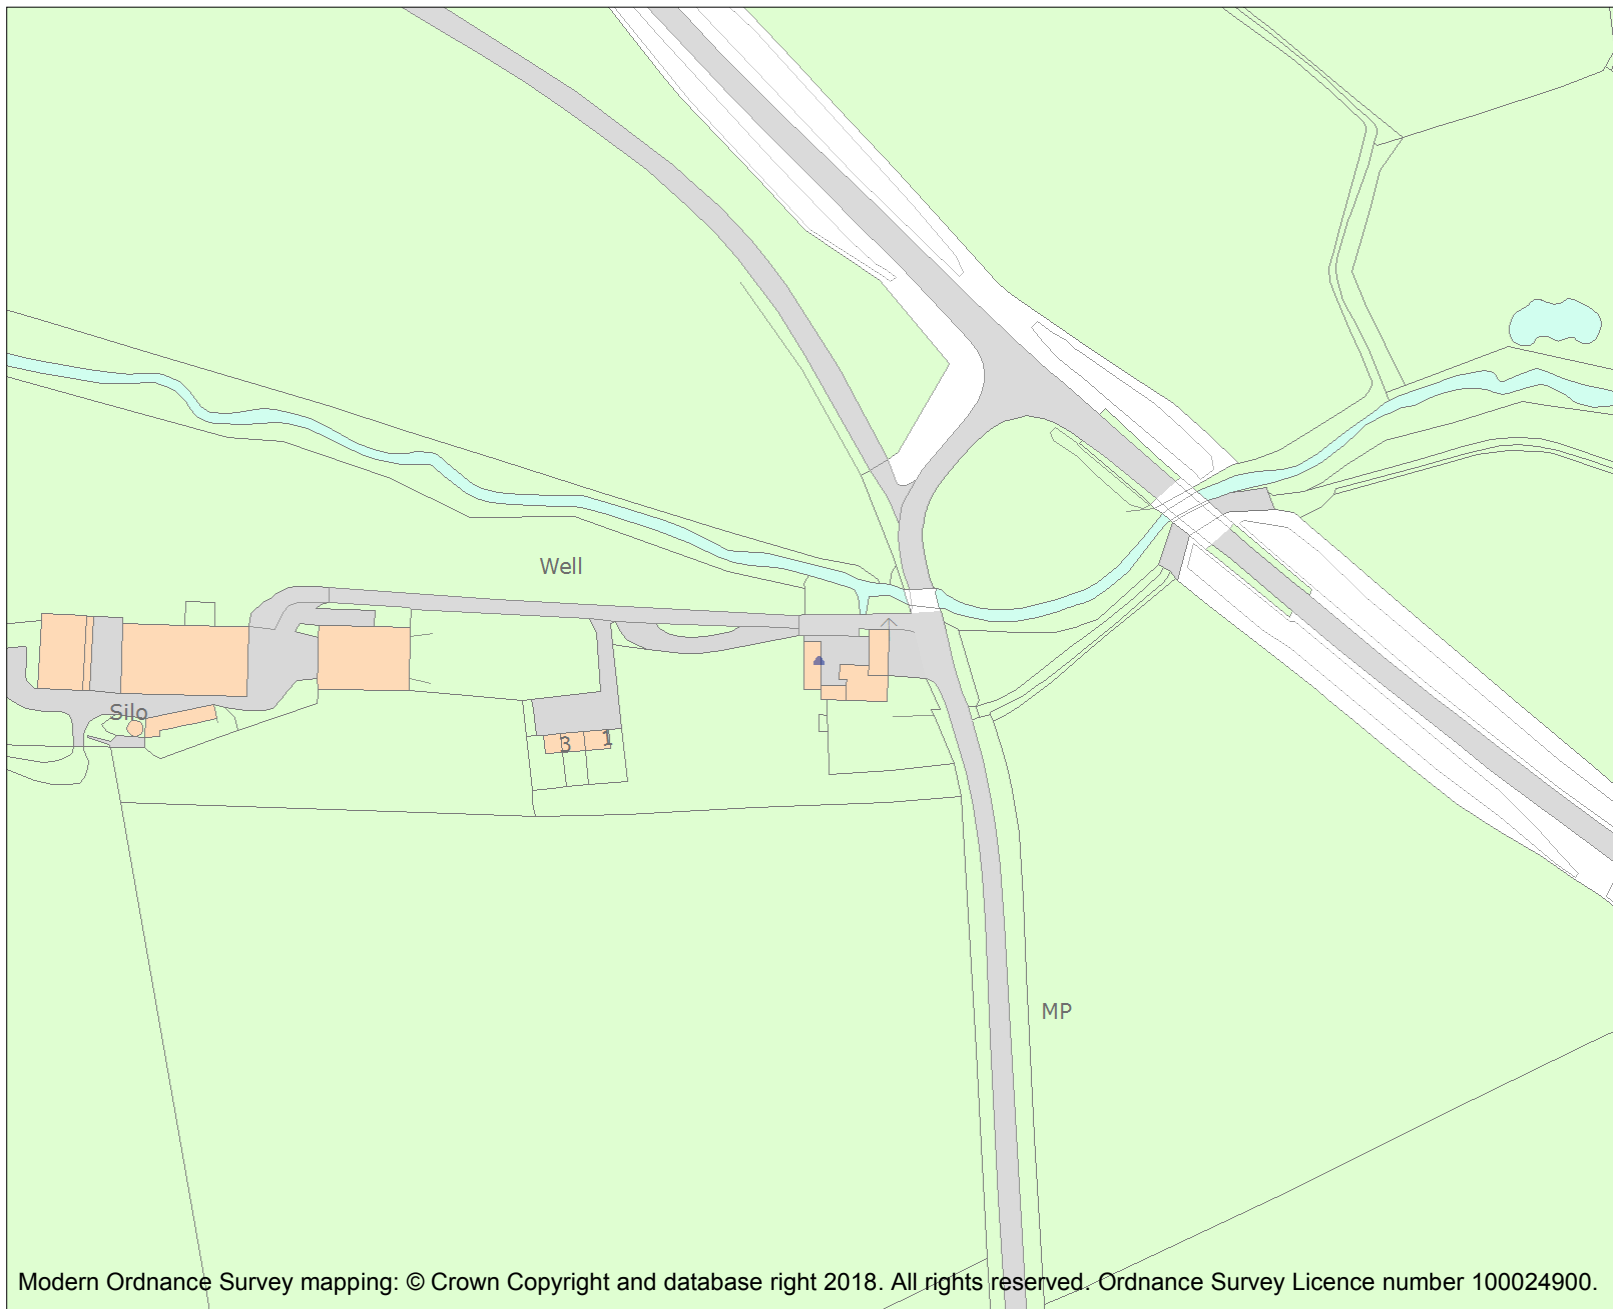 Well
Silo
3
1
MP
Modern Ordnance Survey mapping: © Crown Copyright and database right 2018. All rights reserved. Ordnance Survey Licence number 100024900.